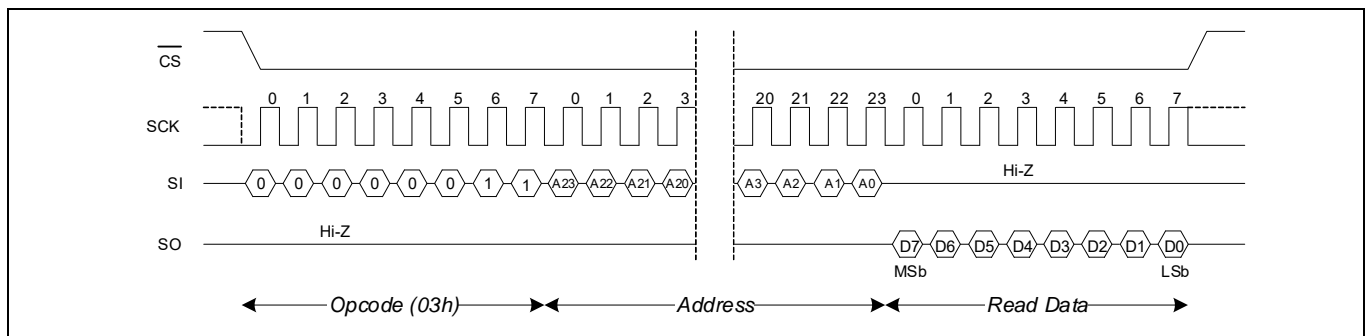 CS
0 1 2 3 4 5 6 7 0 1 2 3 20 21 22 23 0 1 2 3 4 5 6 7
SCK
Hi-Z
SI 0 0 0 0 0 0 1 1 A23 A22 A21 A20 A3 A2 A1 A0
Hi-Z
SO D7 D6 D5 D4 D3 D2 D1 D0
MSb LSb
Opcode (03h) Address Read Data